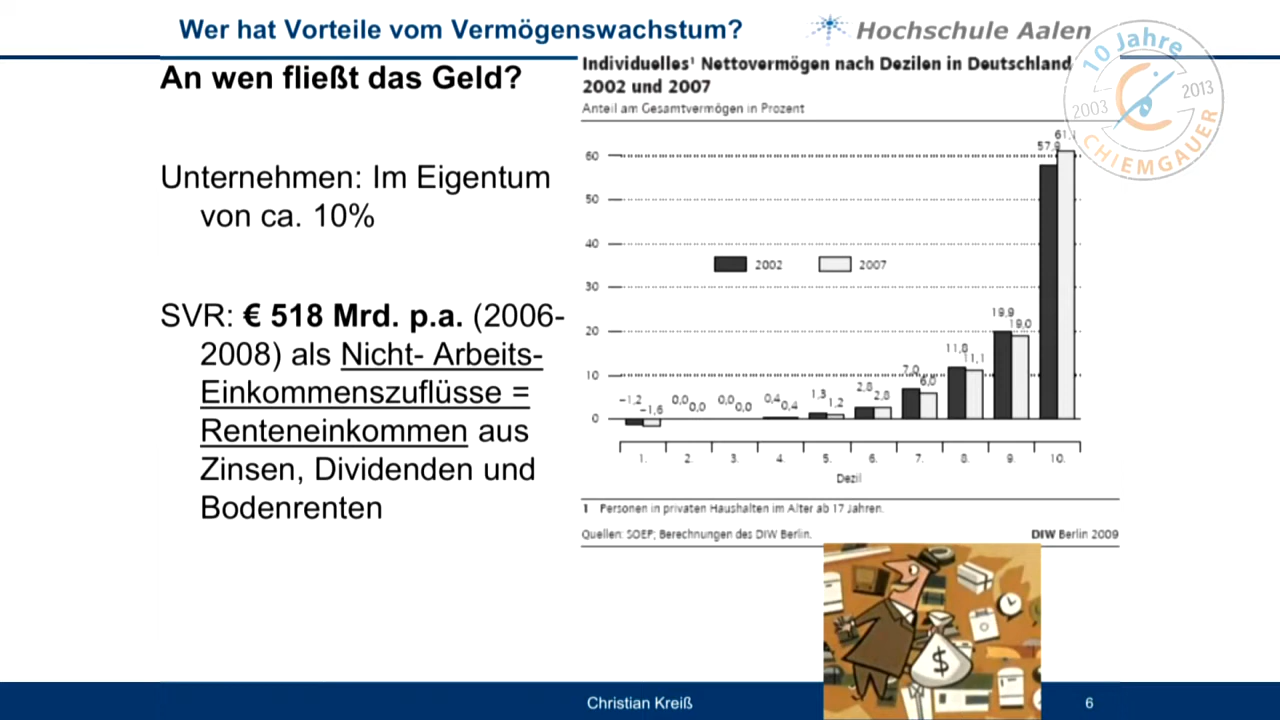 Wer hat Vorteile vom Vermögenswachstum?
Hochschule Aalen
10 Jahre
2003 2013
CHIEMGAUER
An wen fließt das Geld?
Unternehmen: Im Eigentum
von ca. 10%
SVR: € 518 Mrd. p.a. (2006-
2008) als Nicht- Arbeits-
Einkommenszuflüsse =
Renteneinkommen aus
Zinsen, Dividenden und
Bodenrenten
Individuelles¹ Nettovermögen nach Dezilen in Deutschland
2002 und 2007
Anteil am Gesamtvermögen in Prozent
60
50
40
30
20
10
0
2002 2007
-1,2 -1,6 0,0 0,0 0,0 0,0 0,4 0,4 1,3 1,2 2,8 2,8 7,0 6,0 11,8 11,1 19,9 19,0 57,9 61,1
1. 2. 3. 4. 5. 6. 7. 8. 9. 10.
Dezil
1 Personen in privaten Haushalten im Alter ab 17 Jahren.
Quellen: SOEP; Berechnungen des DIW Berlin.
DIW Berlin 2009
$
Christian Kreiß
6